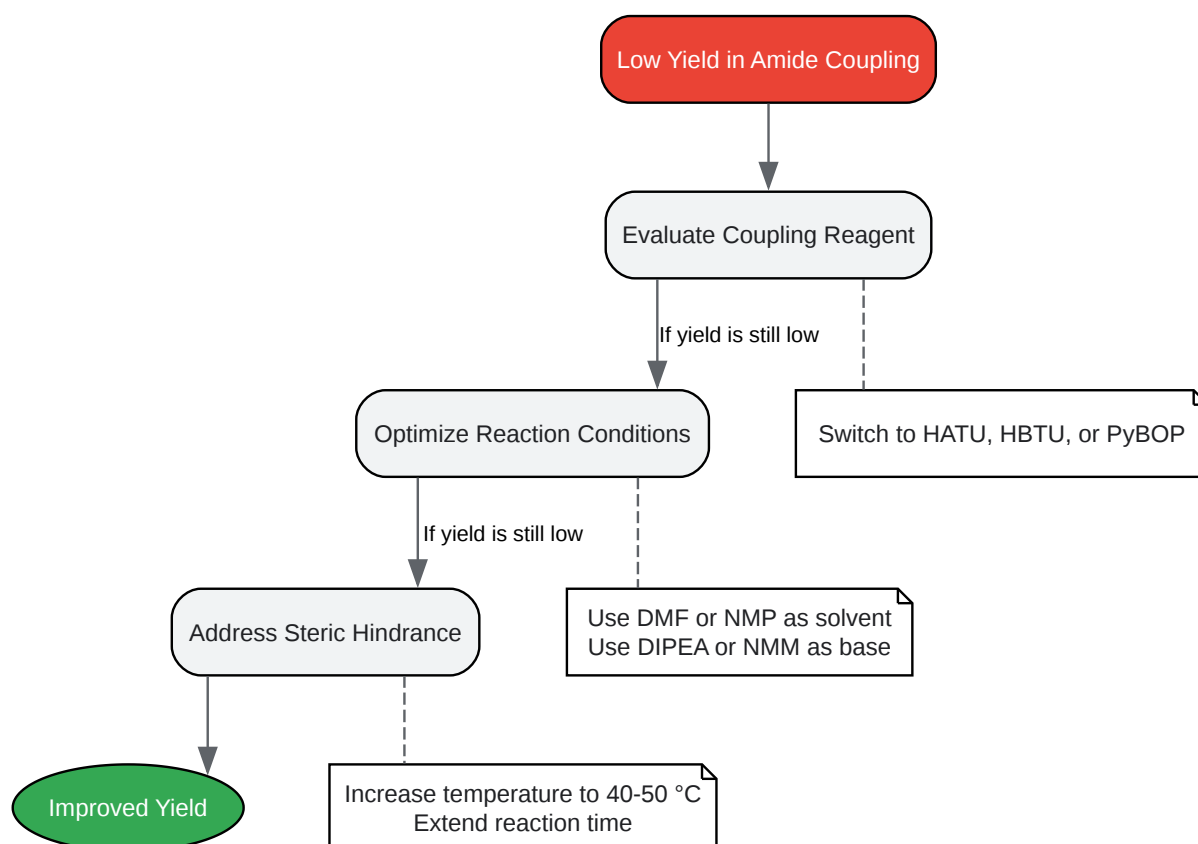 Low Yield in Amide Coupling
Evaluate Coupling Reagent
If yield is still low
Optimize Reaction Conditions
Switch to HATU, HBTU, or PyBOP
If yield is still low
Address Steric Hindrance
Use DMF or NMP as solvent
Use DIPEA or NMM as base
Improved Yield
Increase temperature to 40-50 °C
Extend reaction time